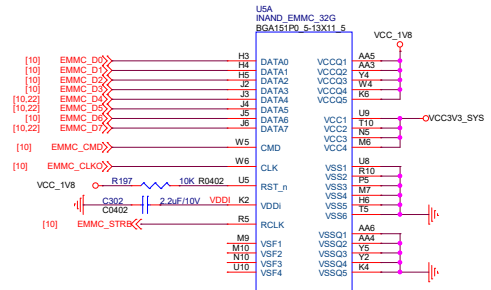 U5A
INAND_EMMC_32G
BGA151P0_5-13X11_5
VCC_1V8
[10] EMMC_D0 H3 DATA0 VCCQ1 AA5
[10] EMMC_D1 H4 DATA1 VCCQ2 AA3
[10] EMMC_D2 H5 DATA2 VCCQ3 Y4
[10] EMMC_D3 J2 DATA3 VCCQ4 W4
[10,22] EMMC_D4 J3 DATA4 VCCQ5 K6
[10,22] EMMC_D5 J4 DATA5
[10] EMMC_D6 J5 DATA6 VCC1 U9 VCC3V3_SYS
[10,22] EMMC_D7 J6 DATA7 VCC2 T10
VCC3 N5
[10] EMMC_CMD W5 CMD VCC4 M6
[10] EMMC_CLKO W6 CLK VSS1 U8
VSS2 R10
VCC_1V8 R197 10K R0402 U5 RST_n VSS3 P5
VSS4 M7
C302 2.2uF/10V VDDI K2 VDDi VSS5 H6
C0402 VSS6 T5
[10] EMMC_STRB R5 RCLK
VSSQ1 AA6
M9 VSF1 VSSQ2 AA4
M10 VSF2 VSSQ3 Y5
N10 VSF3 VSSQ4 Y2
U10 VSF4 VSSQ5 K4